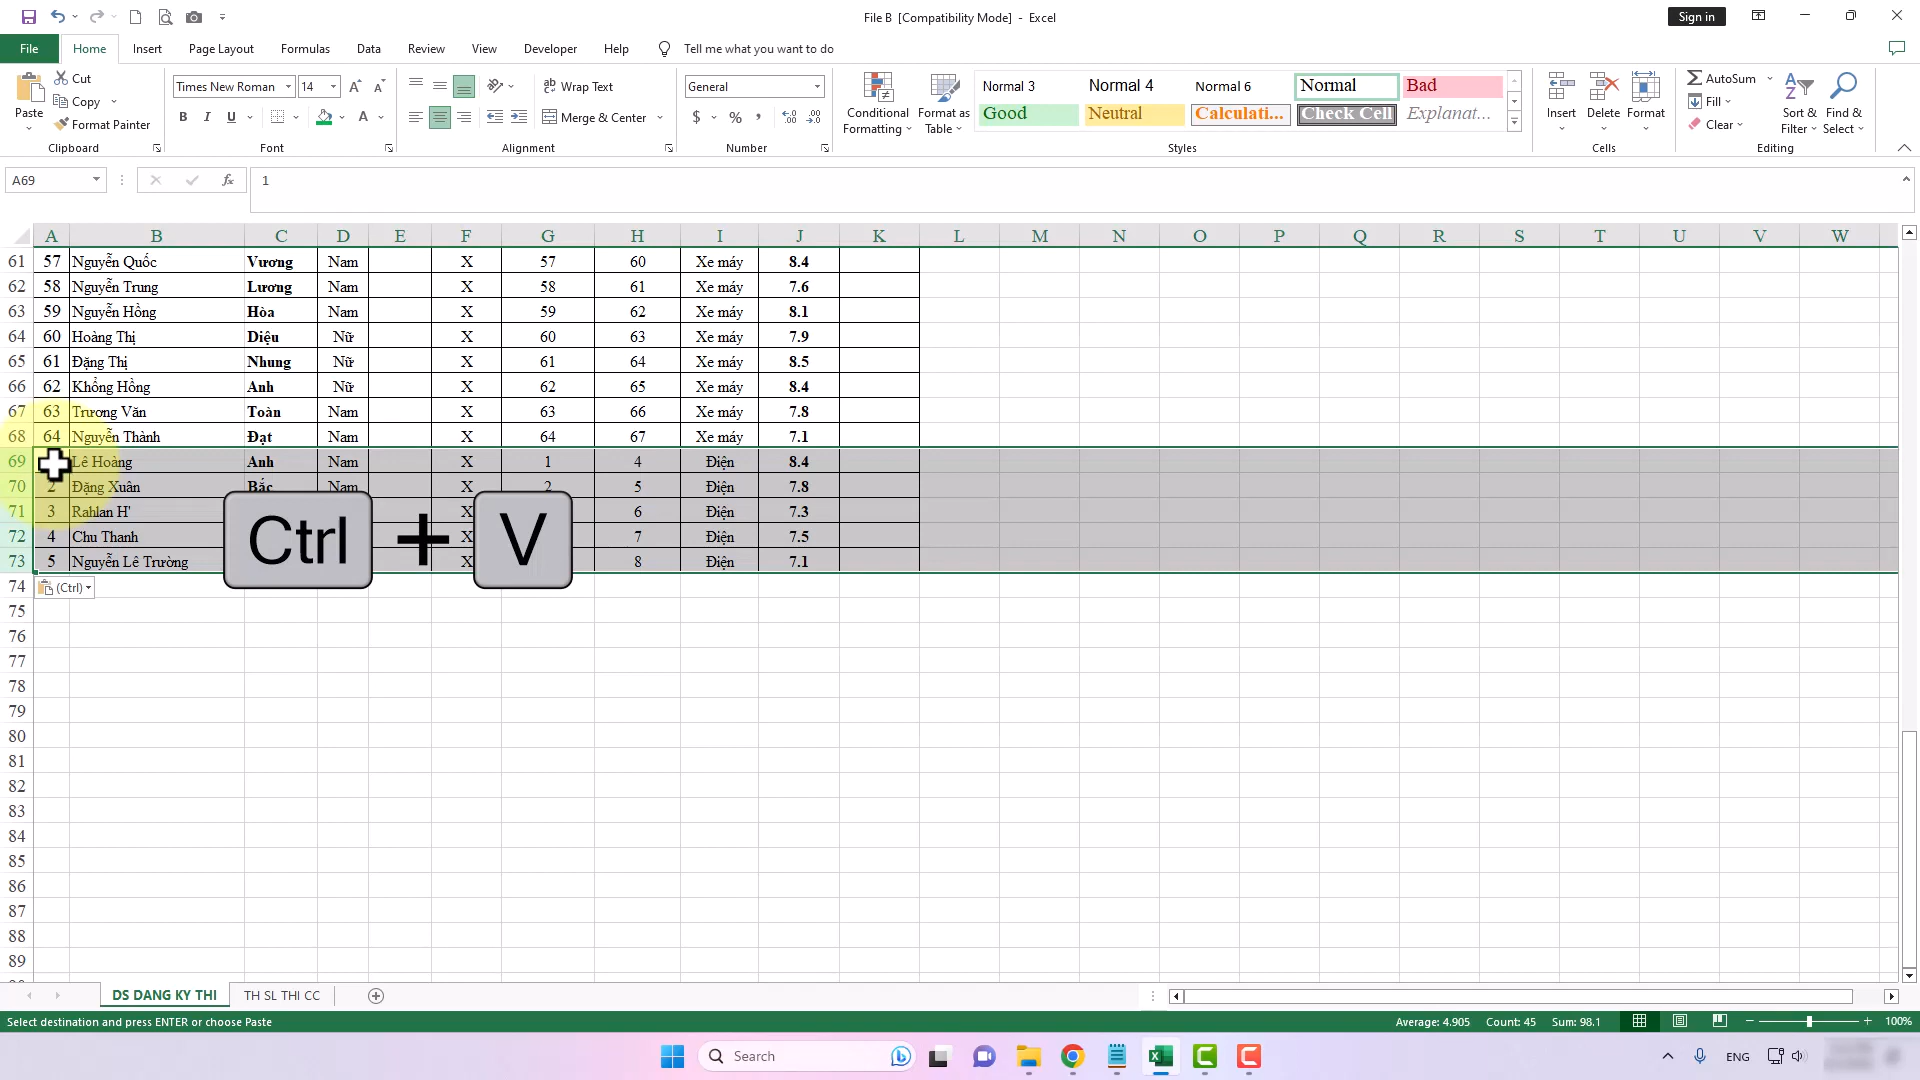 File B [Compatibility Mode] - Excel
Sign in
File Home Insert Page Layout Formulas Data Review View Developer Help Tell me what you want to do
Paste
Cut
Copy
Format Painter
Clipboard
Times New Roman 14
B I U
Font
ab Wrap Text
Merge & Center
Alignment
General
$ % ,
Number
Conditional Formatting
Format as Table
Normal 3 Normal 4 Normal 6 Normal Bad
Good Neutral Calculati... Check Cell Explanat...
Styles
Insert Delete Format
Cells
AutoSum
Fill
Clear
Sort & Filter
Find & Select
Editing
A69 fx 1
A B C D E F G H I J K L M N O P Q R S T U V W
61 57 Nguyễn Quốc Vương Nam X 57 60 Xe máy 8.4
62 58 Nguyễn Trung Lương Nam X 58 61 Xe máy 7.6
63 59 Nguyễn Hồng Hòa Nam X 59 62 Xe máy 8.1
64 60 Hoàng Thị Diệu Nữ X 60 63 Xe máy 7.9
65 61 Đặng Thị Nhung Nữ X 61 64 Xe máy 8.5
66 62 Khổng Hồng Anh Nữ X 62 65 Xe máy 8.4
67 63 Trương Văn Toàn Nam X 63 66 Xe máy 7.8
68 64 Nguyễn Thành Đạt Nam X 64 67 Xe máy 7.1
69 Lê Hoàng Anh Nam X 1 4 Điện 8.4
70 2 Đặng Xuân Bắc Nam X 2 5 Điện 7.8
71 3 Rahlan H' X 6 Điện 7.3
72 4 Chu Thanh X 7 Điện 7.5
73 5 Nguyễn Lê Trường X 8 Điện 7.1
Ctrl + V
74 (Ctrl)
75
76
77
78
79
80
81
82
83
84
85
86
87
88
89
DS DANG KY THI TH SL THI CC
Select destination and press ENTER or choose Paste Average: 4.905 Count: 45 Sum: 98.1 100%
Search ENG